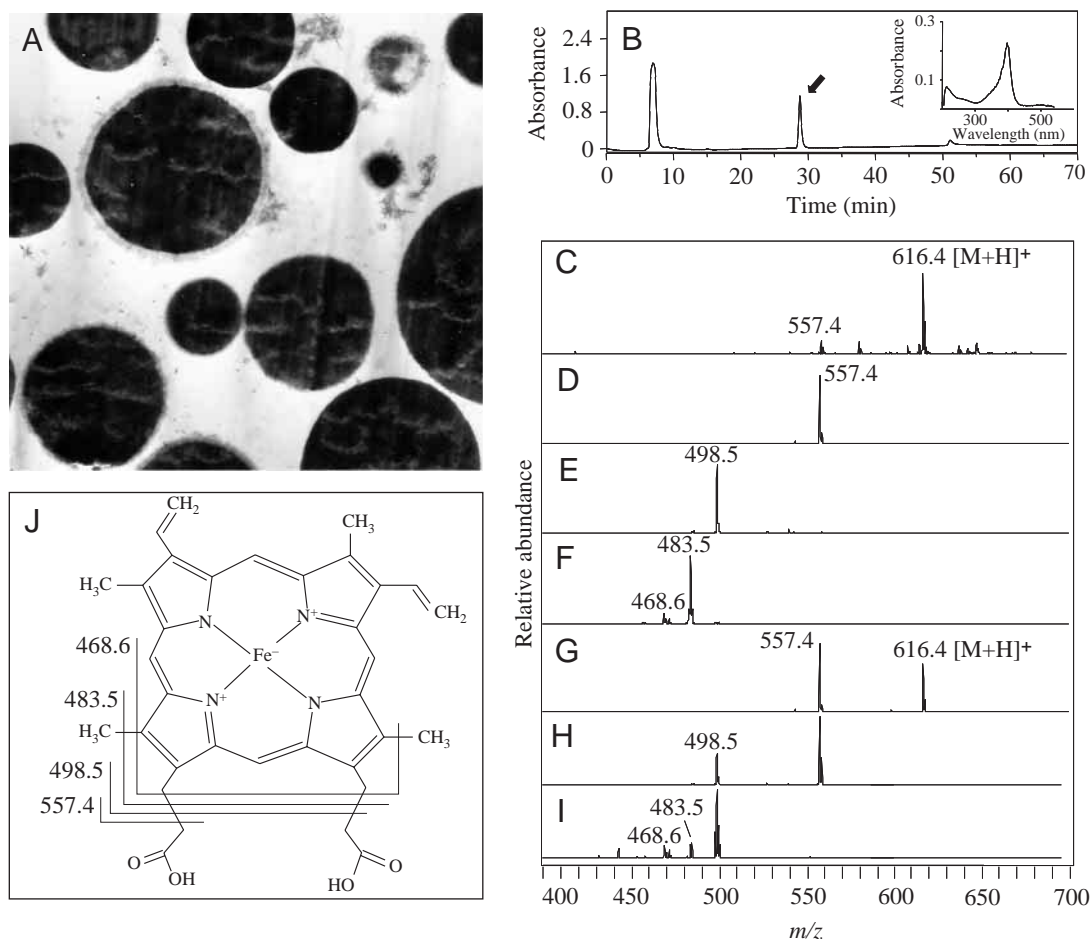 A
B
2.4
1.6
0.8
0
Absorbance
0 10 20 30 40 50 60 70
Time (min)
0.3
0.1
Absorbance
300 500
Wavelength (nm)
C
616.4 [M+H]+
557.4
D
557.4
E
498.5
F
483.5
468.6
G
557.4
616.4 [M+H]+
H
498.5
I
483.5
468.6
Relative abundance
400 500 600 700
m/z
J
CH2
CH3
H3C
CH2
N
N+
Fe–
N+
N
468.6
483.5
H3C
CH3
498.5
557.4
O
OH
HO
O